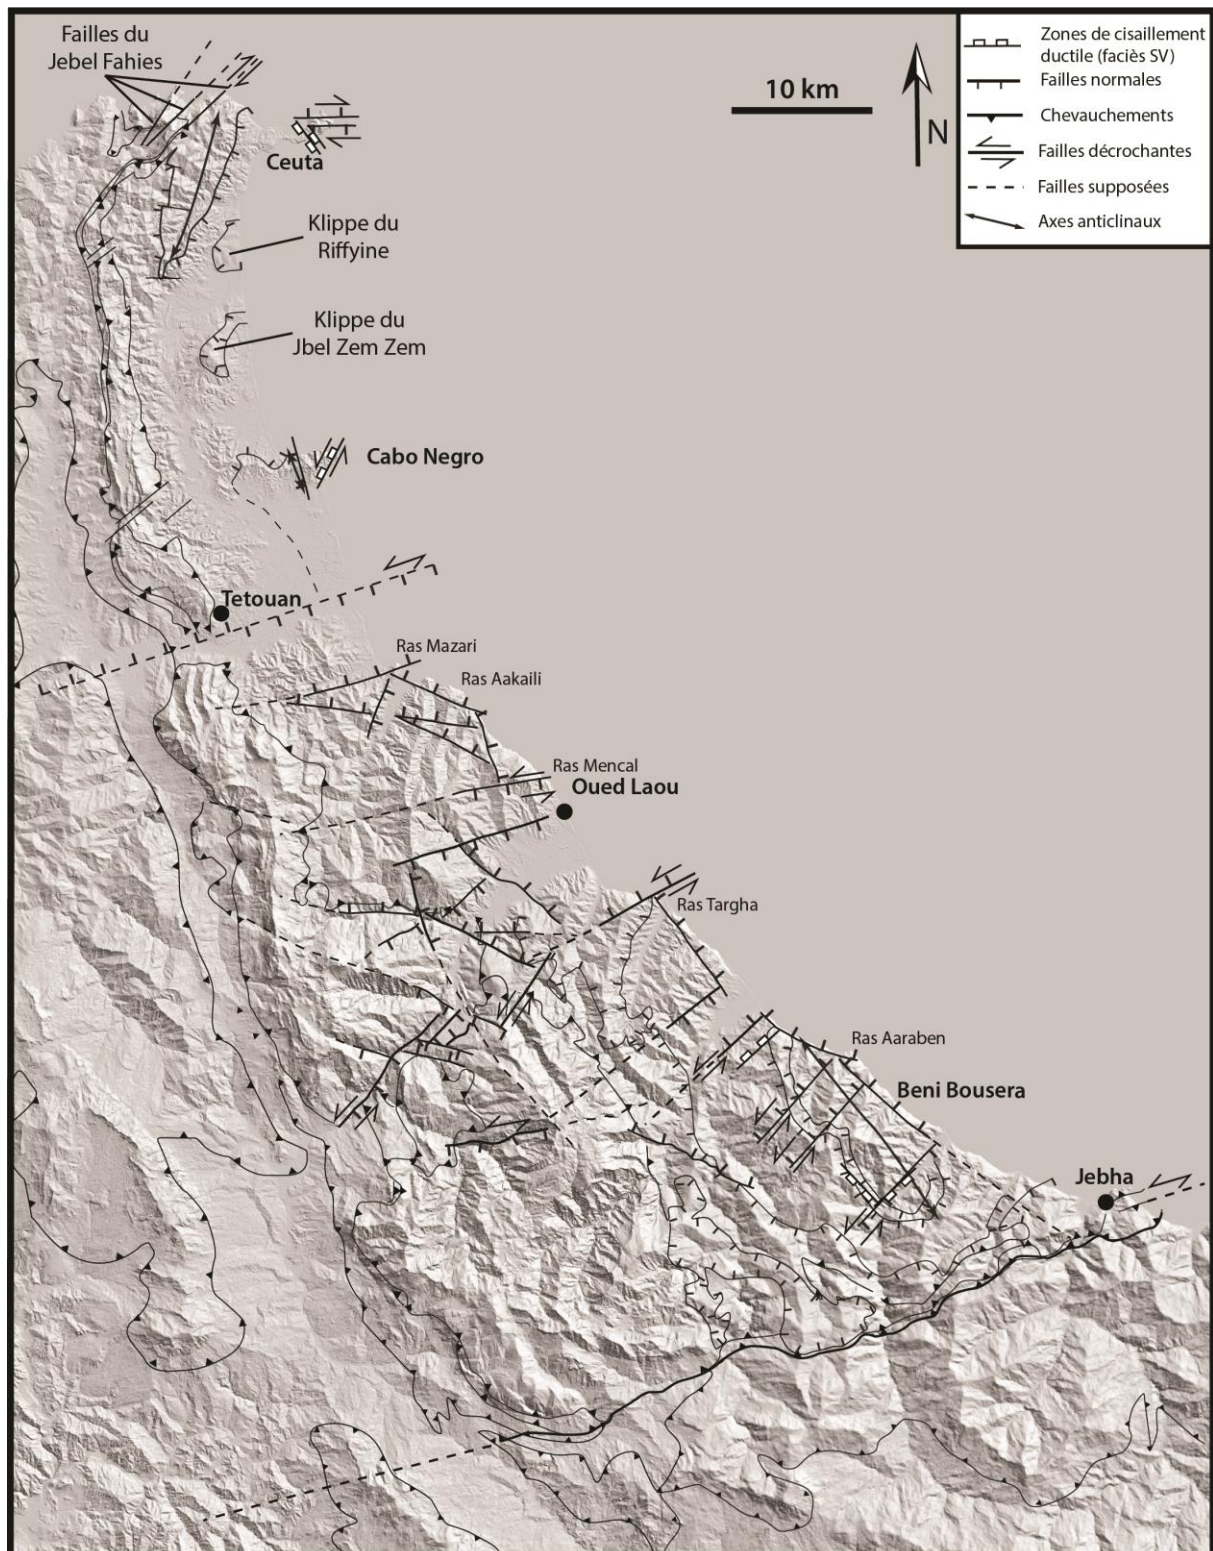 Failles du
Jebel Fahies
Ceuta
Klippe du
Riffyine
Klippe du
Jbel Zem Zem
Cabo Negro
Tetouan
Ras Mazari
Ras Aakaili
Ras Mencal
Oued Laou
Ras Targha
Ras Aaraben
Beni Bousera
Jebha
10 km
N
Zones de cisaillement
ductile (faciès SV)
Failles normales
Chevauchements
Failles décrochantes
Failles supposées
Axes anticlinaux